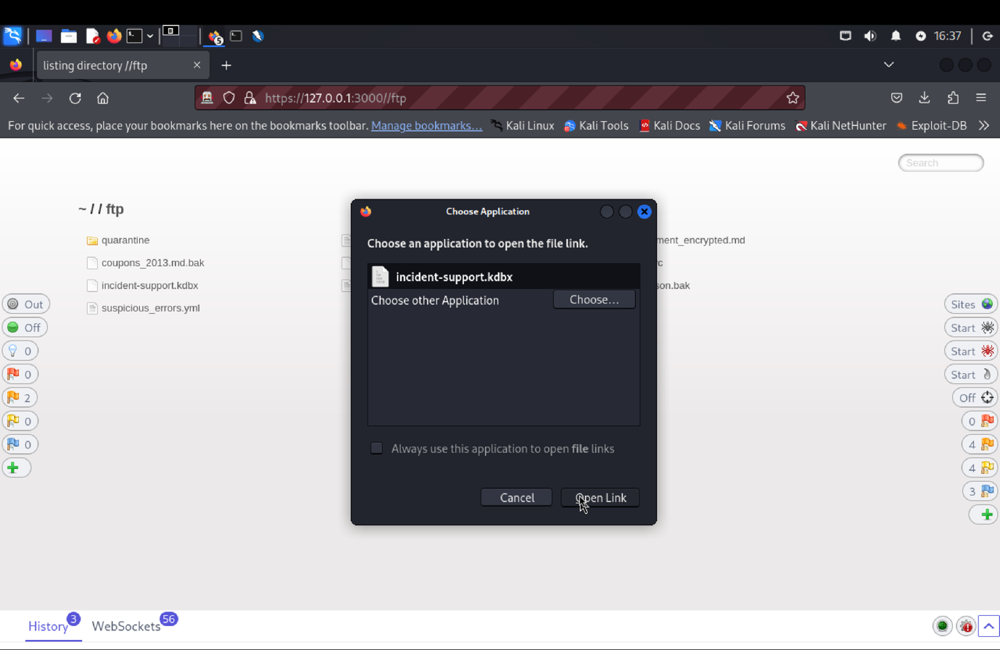 5
16:37
listing directory //ftp
https://127.0.0.1:3000//ftp
For quick access, place your bookmarks here on the bookmarks toolbar. Manage bookmarks... Kali Linux Kali Tools Kali Docs Kali Forums Kali NetHunter Exploit-DB
Search
~ / / ftp
Choose Application
Choose an application to open the file link.
quarantine
ment_encrypted.md
coupons_2013.md.bak
rc
incident-support.kdbx
incident-support.kdbx
son.bak
Choose other Application Choose...
suspicious_errors.yml
Out
Sites
Off
Start
0
Start
0
Start
2
Off
0
0
0
4
4
3
Always use this application to open file links
Cancel Open Link
History 3 WebSockets 56